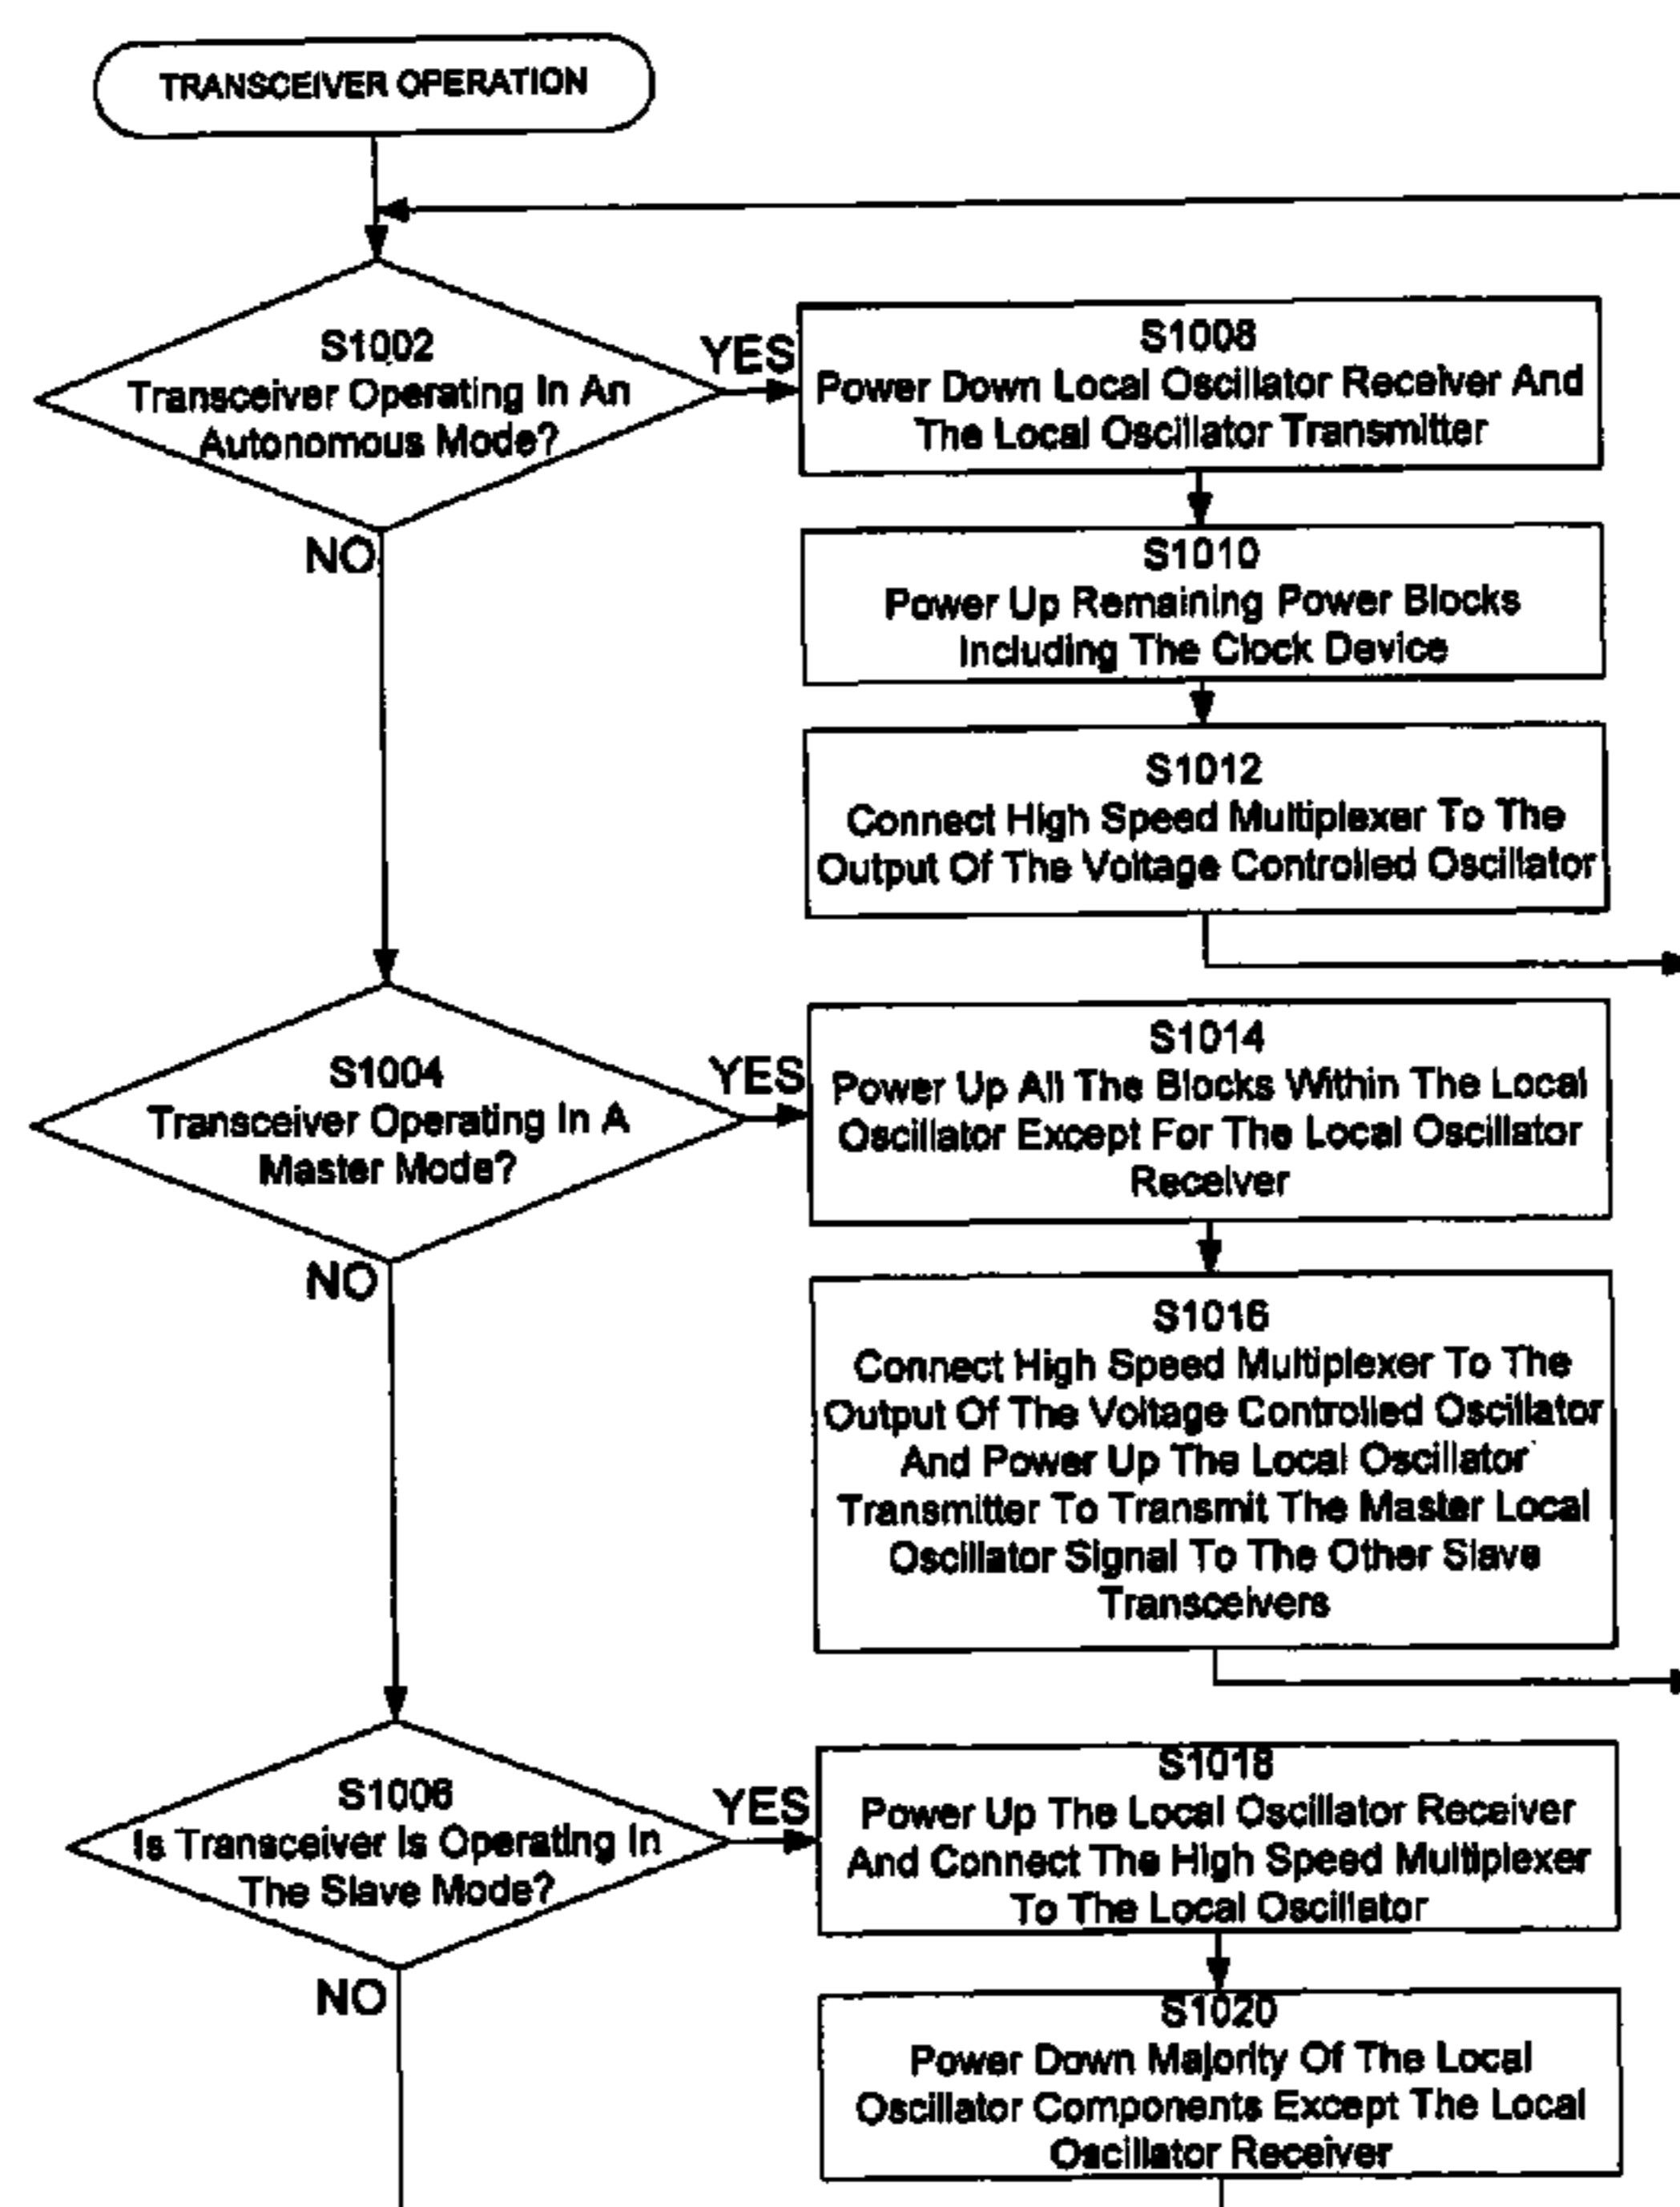 TRANSCEIVER OPERATION
S1002
Transceiver Operating In An
Autonomous Mode?
YES
NO
S1008
Power Down Local Oscillator Receiver And
The Local Oscillator Transmitter
S1010
Power Up Remaining Power Blocks
Including The Clock Device
S1012
Connect High Speed Multiplexer To The
Output Of The Voltage Controlled Oscillator
S1004
Transceiver Operating In A
Master Mode?
YES
NO
S1014
Power Up All The Blocks Within The Local
Oscillator Except For The Local Oscillator
Receiver
S1016
Connect High Speed Multiplexer To The
Output Of The Voltage Controlled Oscillator
And Power Up The Local Oscillator
Transmitter To Transmit The Master Local
Oscillator Signal To The Other Slave
Transceivers
S1006
Is Transceiver Is Operating In
The Slave Mode?
YES
NO
S1018
Power Up The Local Oscillator Receiver
And Connect The High Speed Multiplexer
To The Local Oscillator
S1020
Power Down Majority Of The Local
Oscillator Components Except The Local
Oscillator Receiver